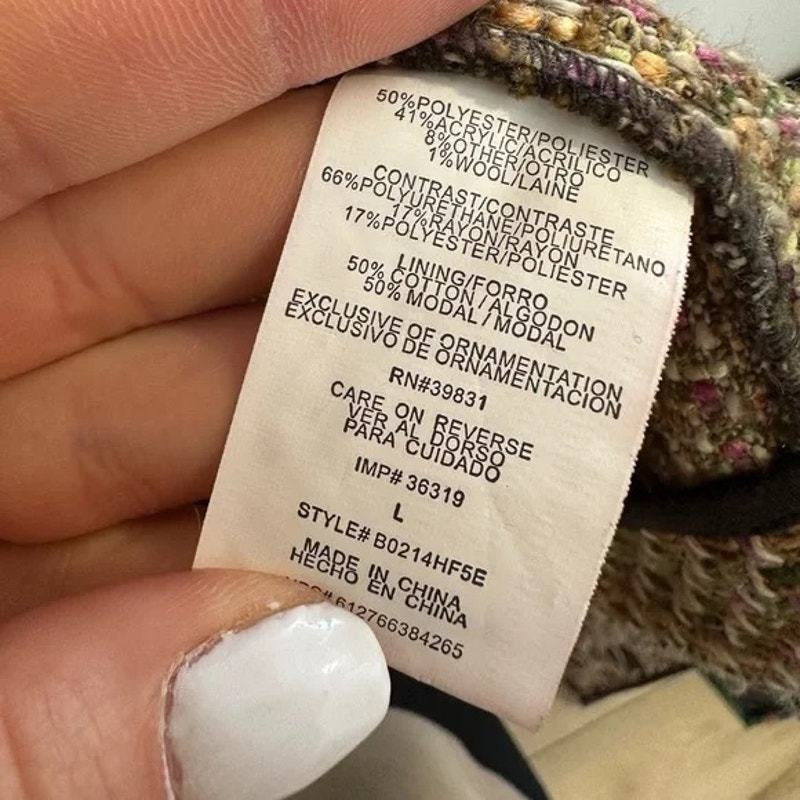 50%POLYESTER/POLIESTER
41%ACRYLIC/ACRILICO
8%OTHER/OTRO
1%WOOL/LAINE
CONTRAST/CONTRASTE
66%POLYURETHANE/POLIURETANO
17%RAYON/RAYON
17%POLYESTER/POLIESTER
LINING/FORRO
50% COTTON/ALGODON
50% MODAL/MODAL
EXCLUSIVE OF ORNAMENTATION
EXCLUSIVO DE ORNAMENTACION
RN#39831
CARE ON REVERSE
VER AL DORSO
PARA CUIDADO
IMP# 36319
L
STYLE# B0214HF5E
MADE IN CHINA
HECHO EN CHINA
612766384265